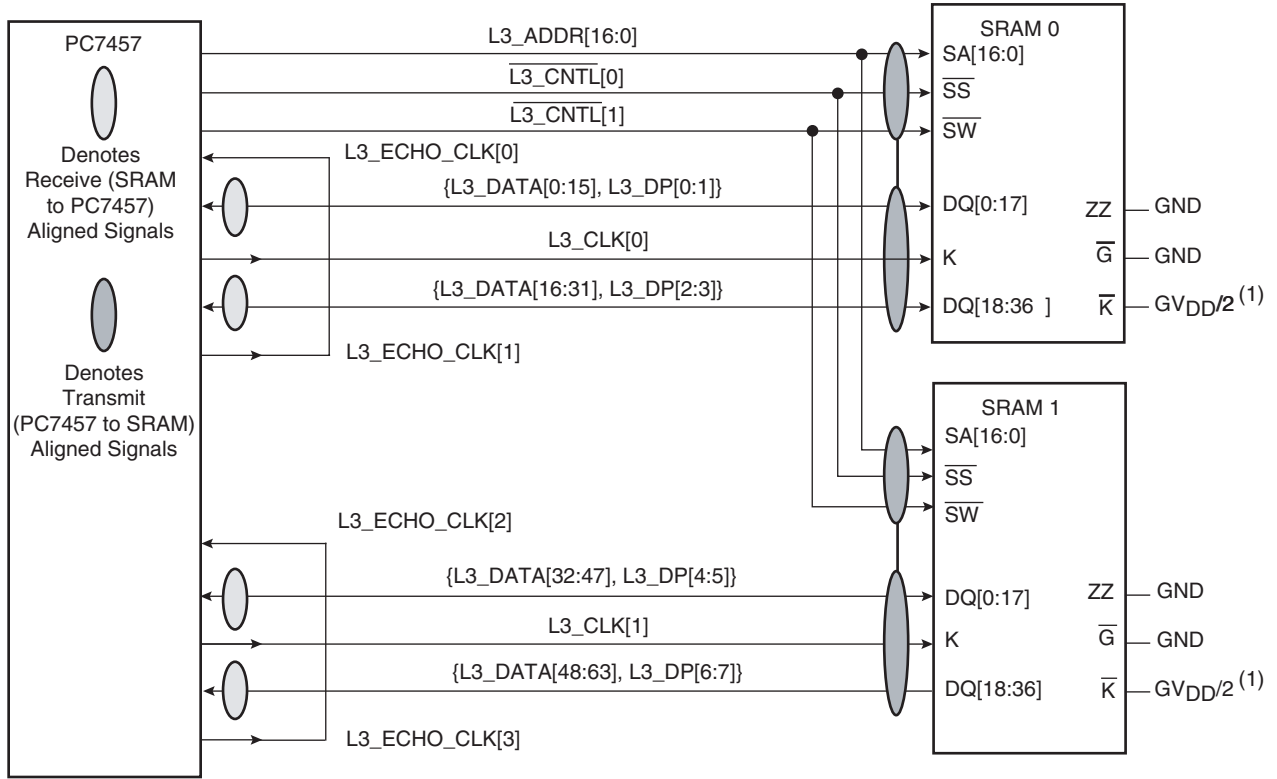 PC7457
Denotes
Receive (SRAM
to PC7457)
Aligned Signals
Denotes
Transmit
(PC7457 to SRAM)
Aligned Signals
L3_ADDR[16:0]
L3_CNTL[0]
L3_CNTL[1]
L3_ECHO_CLK[0]
{L3_DATA[0:15], L3_DP[0:1]}
L3_CLK[0]
{L3_DATA[16:31], L3_DP[2:3]}
L3_ECHO_CLK[1]
SRAM 0
SA[16:0]
SS
SW
DQ[0:17]
ZZ GND
K
G GND
DQ[18:36 ]
K GVDD/2 (1)
L3_ECHO_CLK[2]
{L3_DATA[32:47], L3_DP[4:5]}
L3_CLK[1]
{L3_DATA[48:63], L3_DP[6:7]}
L3_ECHO_CLK[3]
SRAM 1
SA[16:0]
SS
SW
DQ[0:17]
ZZ GND
K
G GND
DQ[18:36]
K GVDD/2 (1)